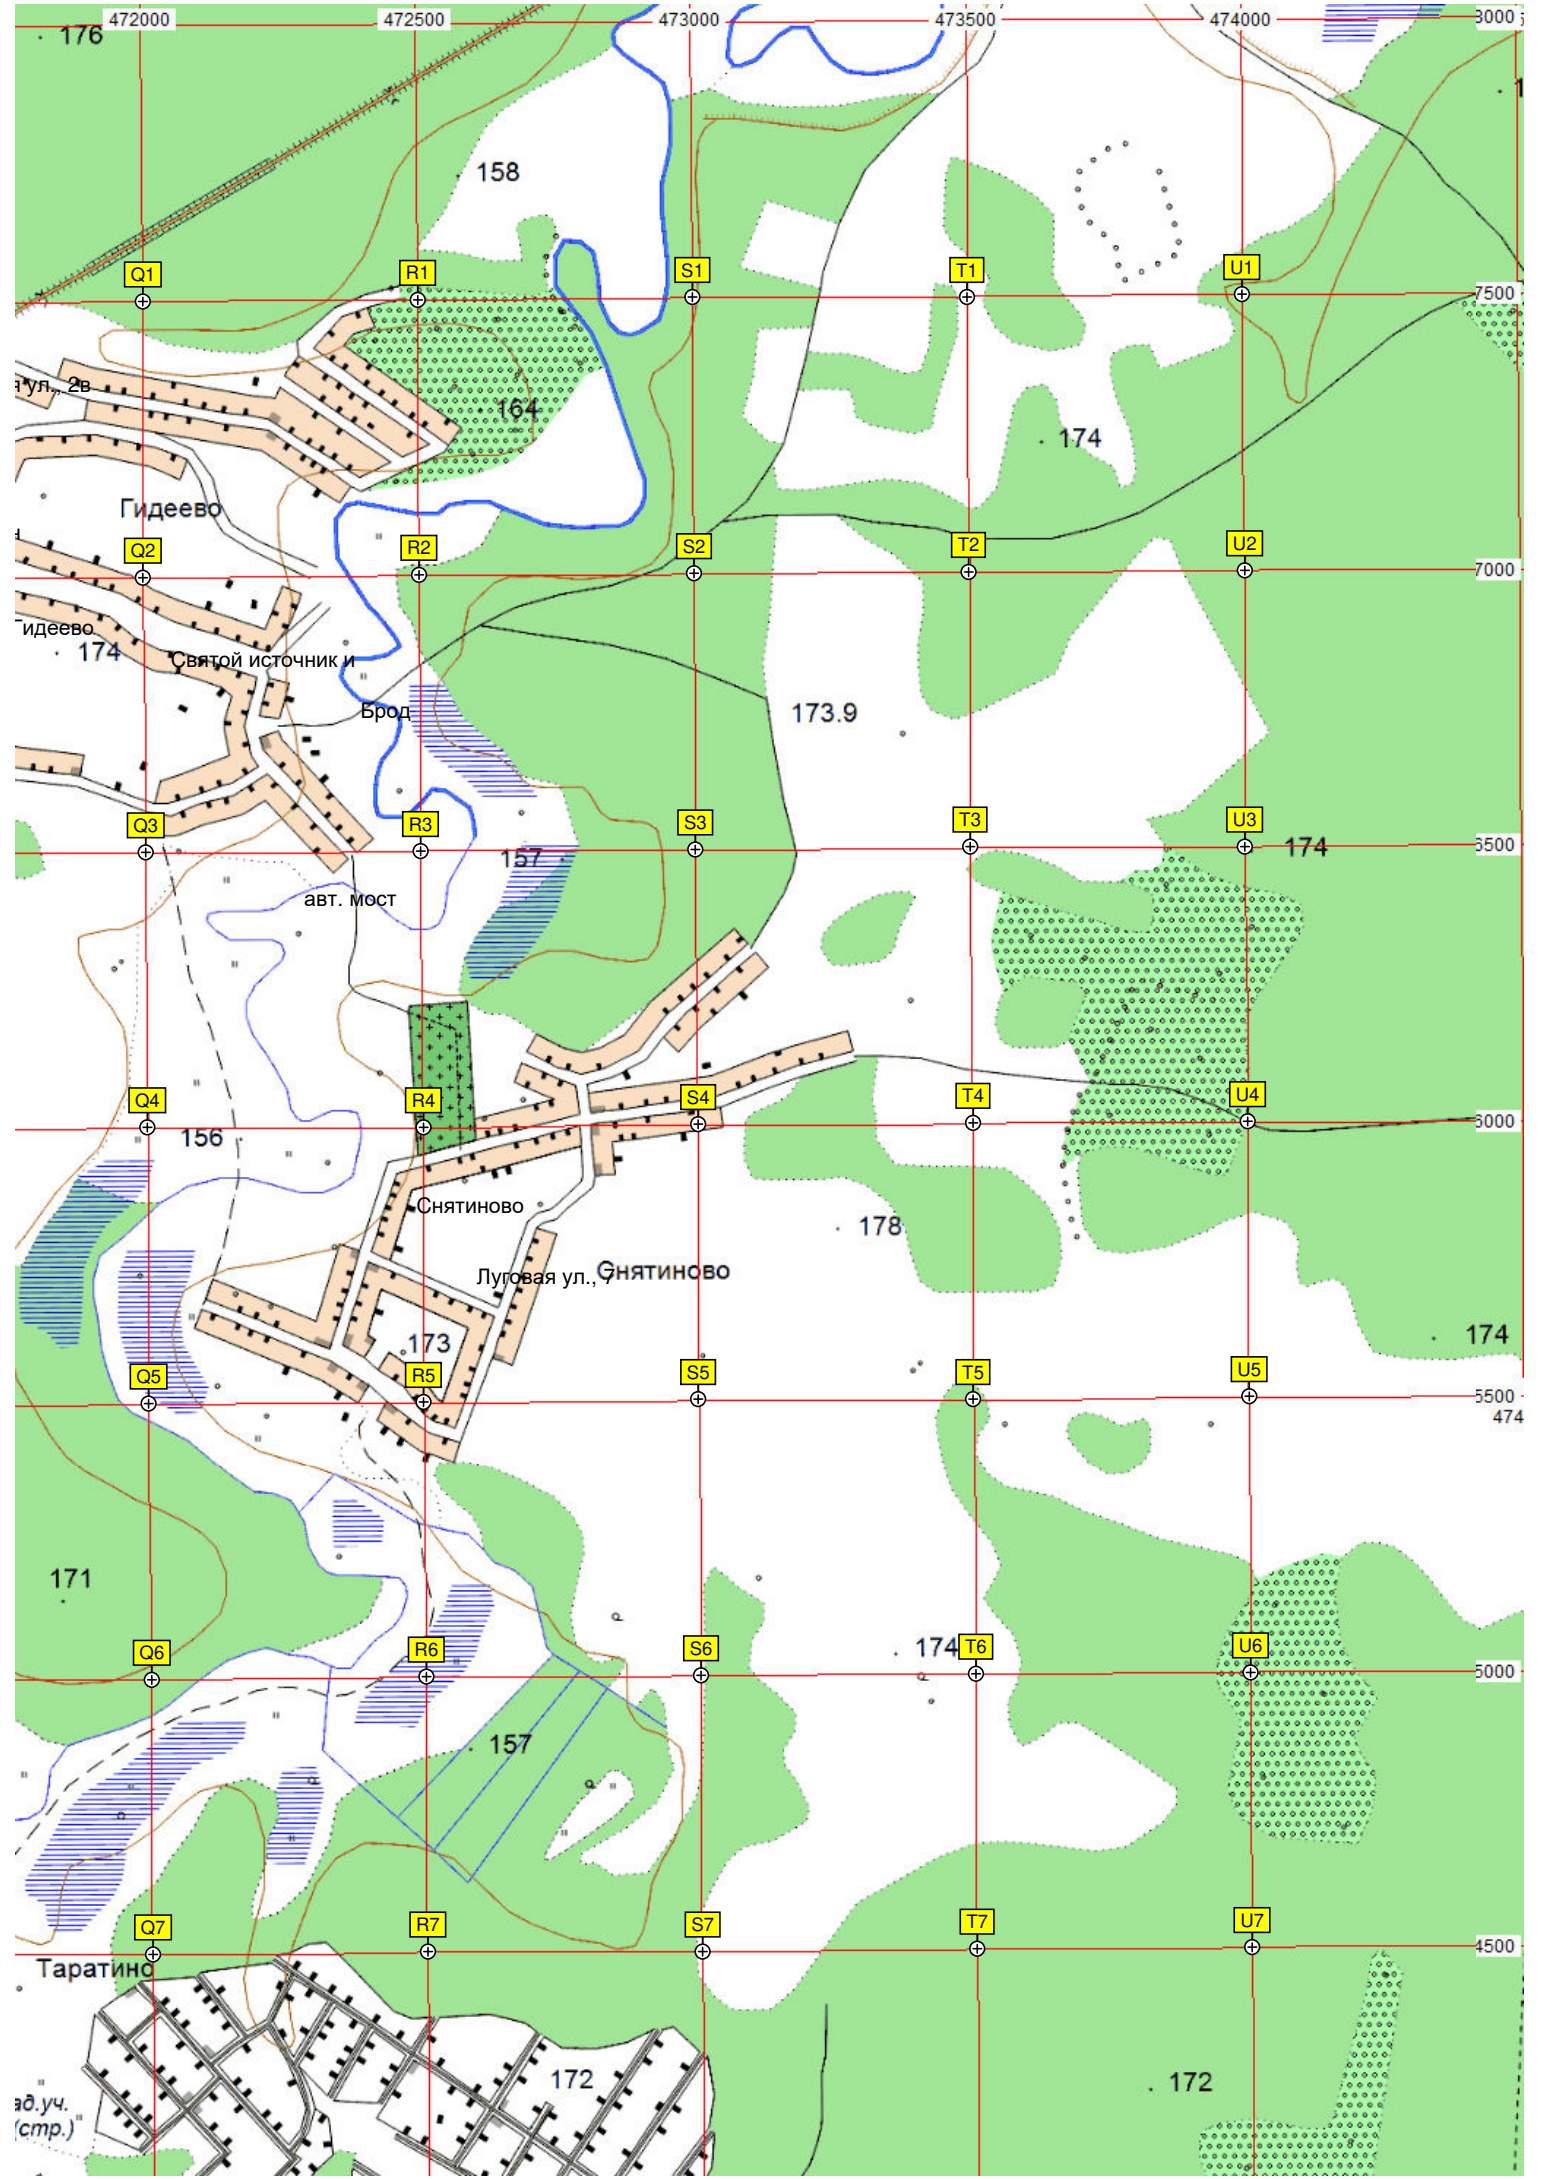 472000 472500 473000 473500 474000 8000
176
158
Q1 R1 S1 T1 U1
7500
ул., 2в
164
174
Гидеево
Q2 R2 S2 T2 U2
7000
Гидеево
174
Святой источник и
Брод
173.9
Q3 R3 S3 T3 U3
174
6500
157
авт. мост
Q4 R4 S4 T4 U4
6000
156
Снятиново
178
Луговая ул., 7
Снятиново
173
174
Q5 R5 S5 T5 U5
5500
474
171
Q6 R6 S6 174 T6 U6
5000
157
Q7 R7 S7 T7 U7
4500
Таратино
172
172
ад.уч.
(стр.)"